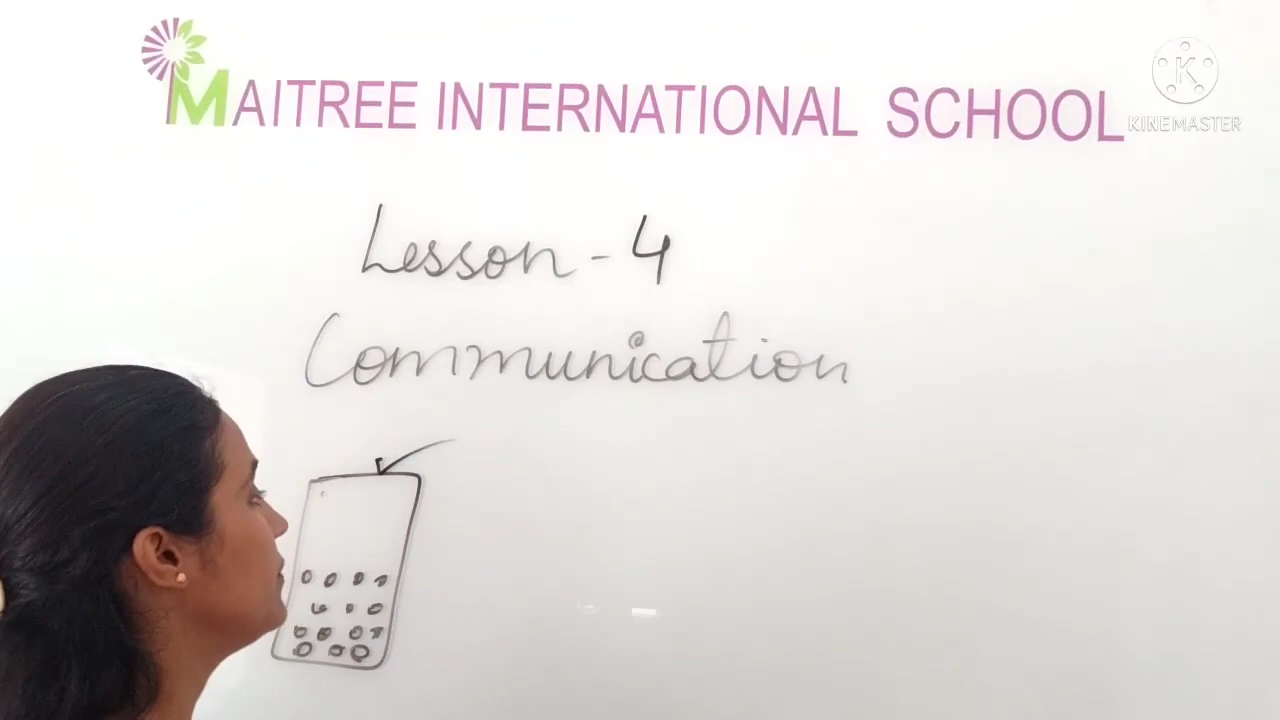 MAITREE INTERNATIONAL SCHOOL
K
KINEMASTER
Lesson - 4
Communication